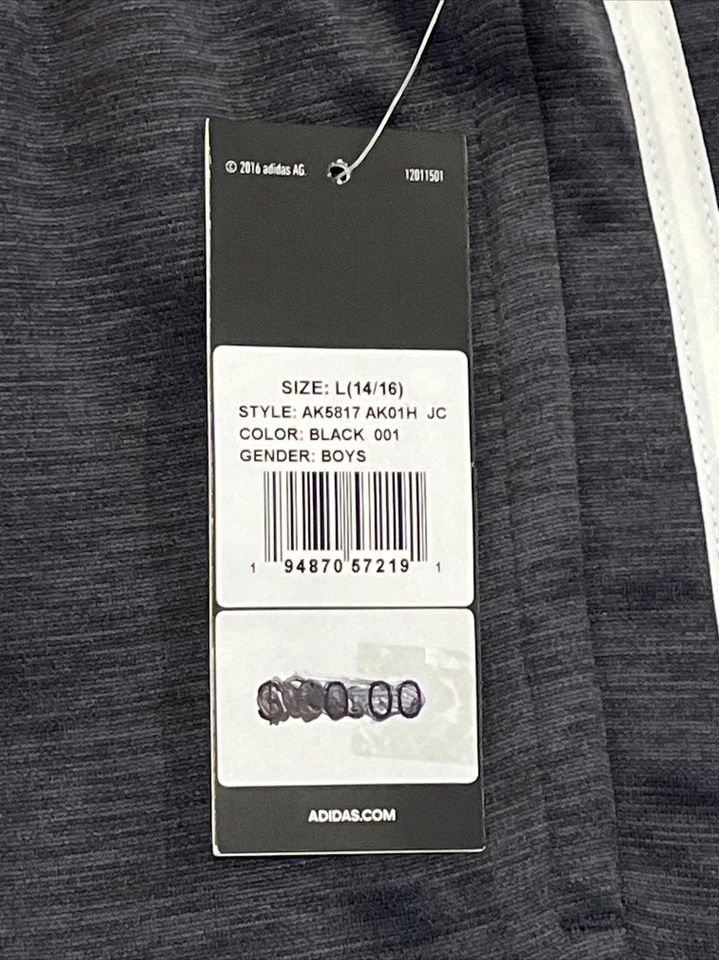 © 2016 adidas AG.
12011501
SIZE: L(14/16)
STYLE: AK5817 AK01H JC
COLOR: BLACK 001
GENDER: BOYS
1 94870 57219 1
ADIDAS.COM